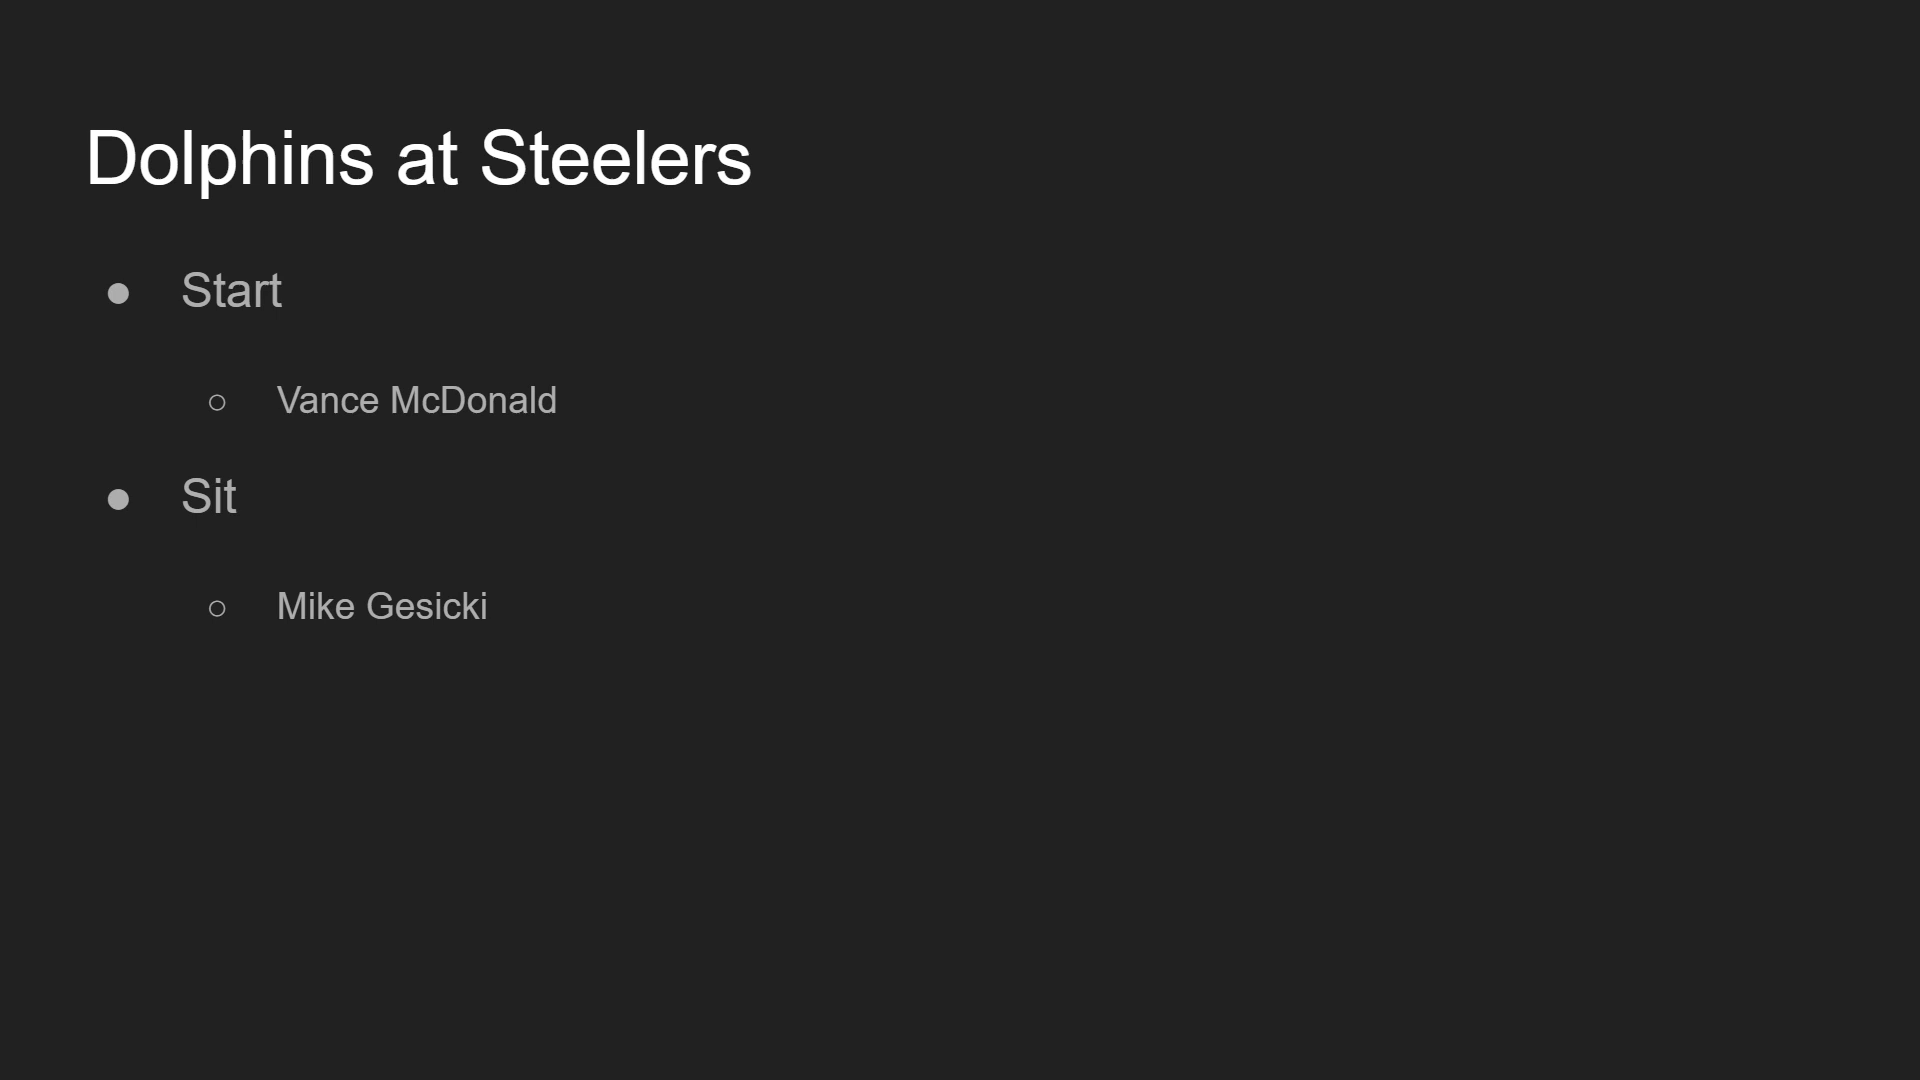 Dolphins at Steelers
● Start
○ Vance McDonald
● Sit
○ Mike Gesicki